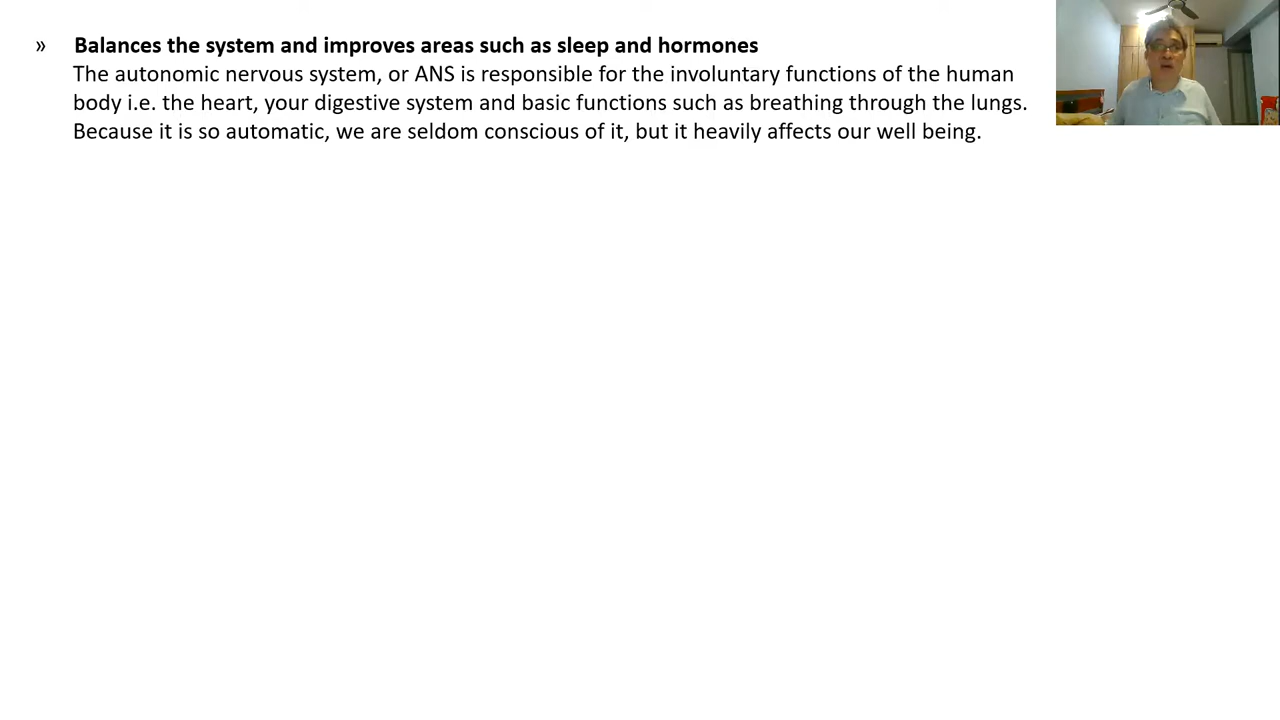 » Balances the system and improves areas such as sleep and hormones
The autonomic nervous system, or ANS is responsible for the involuntary functions of the human
body i.e. the heart, your digestive system and basic functions such as breathing through the lungs.
Because it is so automatic, we are seldom conscious of it, but it heavily affects our well being.